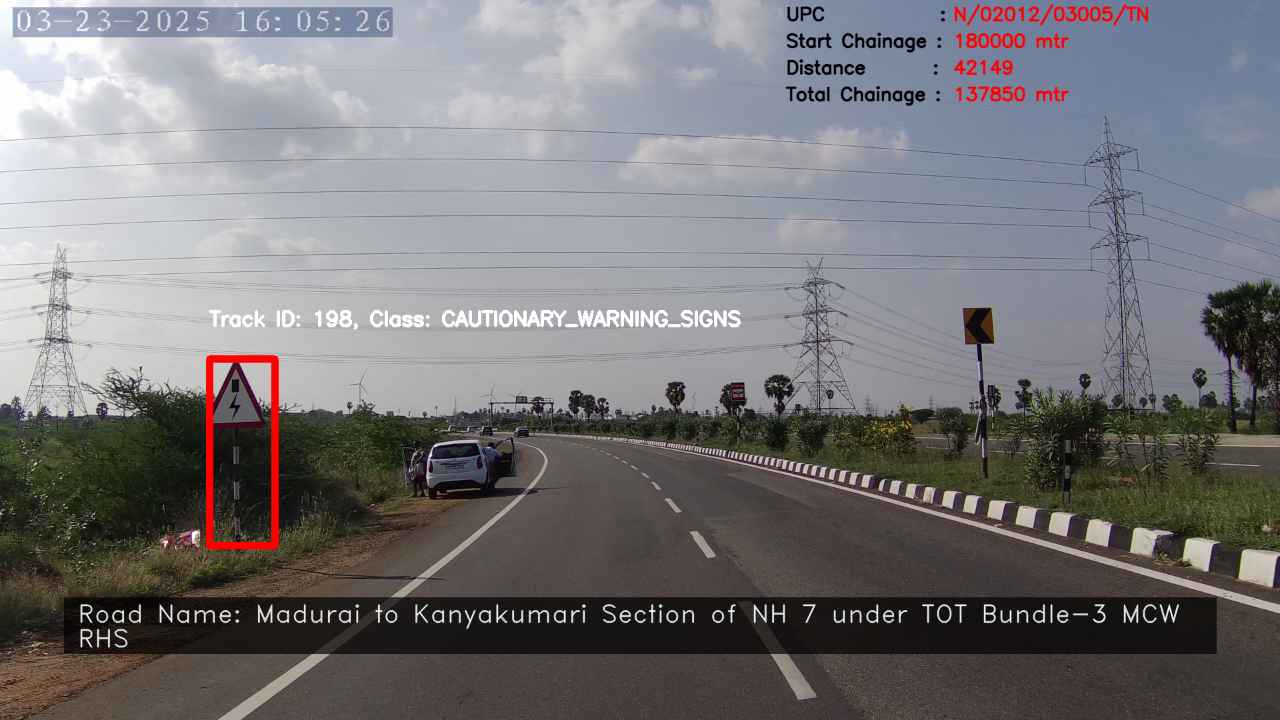 03-23-2025 16:05:26
UPC : N/02012/03005/TN
Start Chainage : 180000 mtr
Distance : 42149
Total Chainage : 137850 mtr
Track ID: 198, Class: CAUTIONARY_WARNING_SIGNS
Road Name: Madurai to Kanyakumari Section of NH 7 under TOT Bundle-3 MCW
RHS